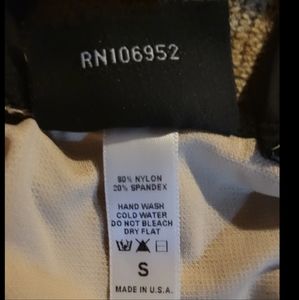 RN106952
80% NYLON
20% SPANDEX
HAND WASH
COLD WATER
DO NOT BLEACH
DRY FLAT
S
MADE IN U.S.A.